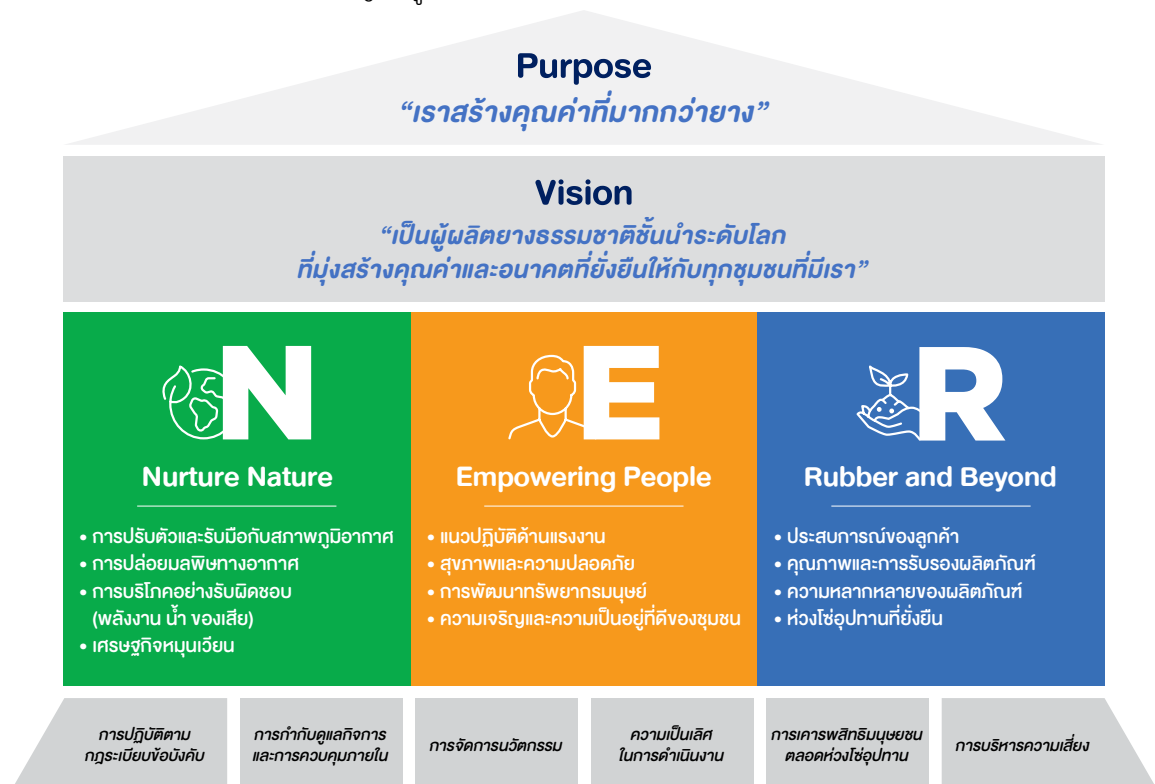 Purpose
“เราสร้างคุณค่าที่มากกว่ายาง”
Vision
“เป็นผู้ผลิตยางธรรมชาติชั้นนำระดับโลก
ที่มุ่งสร้างคุณค่าและอนาคตที่ยั่งยืนให้กับทุกชุมชนที่มีเรา”
N
Nurture Nature
• การปรับตัวและรับมือกับสภาพภูมิอากาศ
• การปล่อยมลพิษทางอากาศ
• การบริโภคอย่างรับผิดชอบ
(พลังงาน น้ำ ของเสีย)
• เศรษฐกิจหมุนเวียน
E
Empowering People
• แนวปฏิบัติด้านแรงงาน
• สุขภาพและความปลอดภัย
• การพัฒนาทรัพยากรมนุษย์
• ความเจริญและความเป็นอยู่ที่ดีของชุมชน
R
Rubber and Beyond
• ประสบการณ์ของลูกค้า
• คุณภาพและการรับรองผลิตภัณฑ์
• ความหลากหลายของผลิตภัณฑ์
• ห่วงโซ่อุปทานที่ยั่งยืน
การปฏิบัติตาม
กฎระเบียบข้อบังคับ
การกำกับดูแลกิจการ
และการควบคุมภายใน
การจัดการนวัตกรรม
ความเป็นเลิศ
ในการดำเนินงาน
การเคารพสิทธิมนุษยชน
ตลอดห่วงโซ่อุปทาน
การบริหารความเสี่ยง